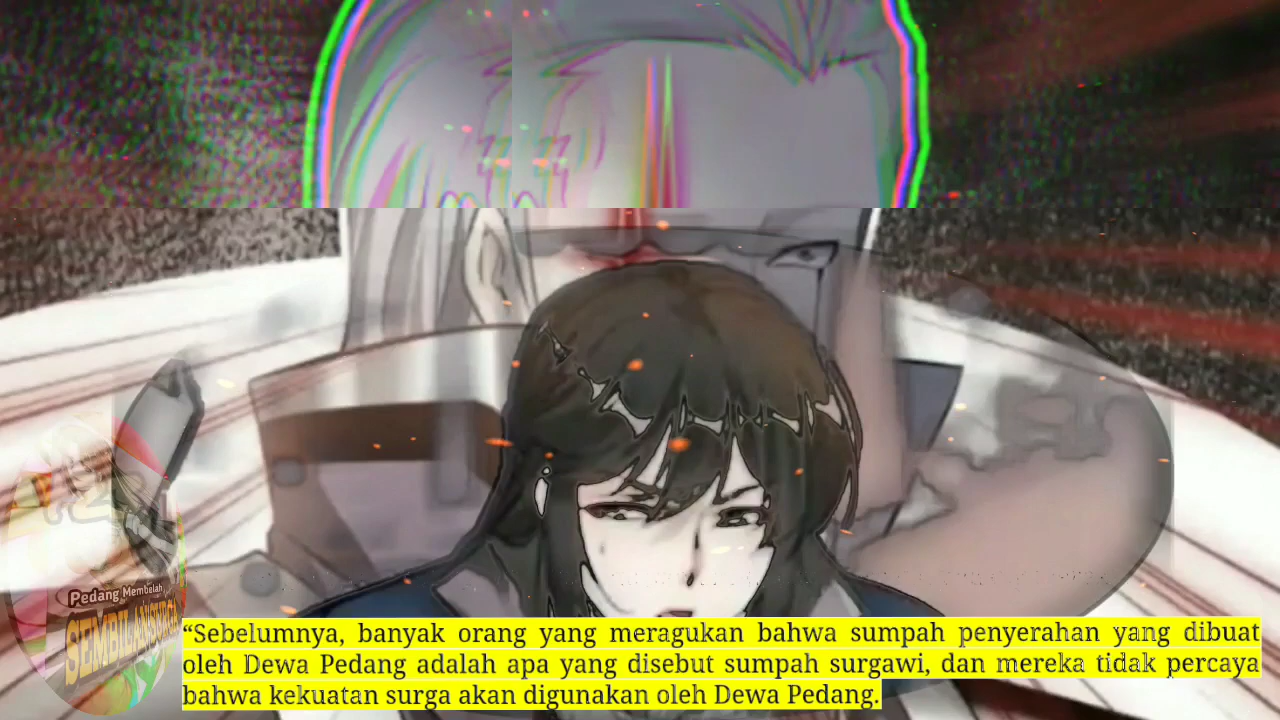 Pedang Membelah
SEMBILAN SURGA
“Sebelumnya, banyak orang yang meragukan bahwa sumpah penyerahan yang dibuat
oleh Dewa Pedang adalah apa yang disebut sumpah surgawi, dan mereka tidak percaya
bahwa kekuatan surga akan digunakan oleh Dewa Pedang.